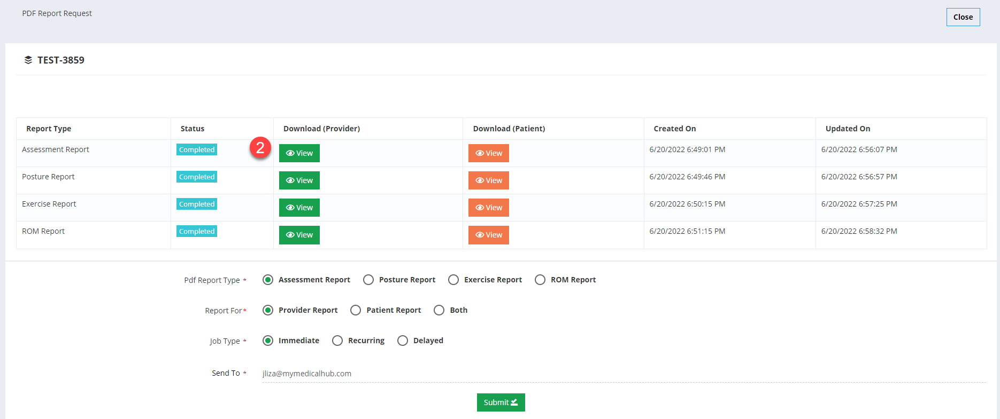 PDF Report Request
Close
TEST-3859
Report Type Status Download (Provider) Download (Patient) Created On Updated On
Assessment Report Completed 2 View View 6/20/2022 6:49:01 PM 6/20/2022 6:56:07 PM
Posture Report Completed View View 6/20/2022 6:49:46 PM 6/20/2022 6:56:57 PM
Exercise Report Completed View View 6/20/2022 6:50:15 PM 6/20/2022 6:57:25 PM
ROM Report Completed View View 6/20/2022 6:51:15 PM 6/20/2022 6:58:32 PM
Pdf Report Type * Assessment Report Posture Report Exercise Report ROM Report
Report For* Provider Report Patient Report Both
Job Type * Immediate Recurring Delayed
Send To * jliza@mymedicalhub.com
Submit